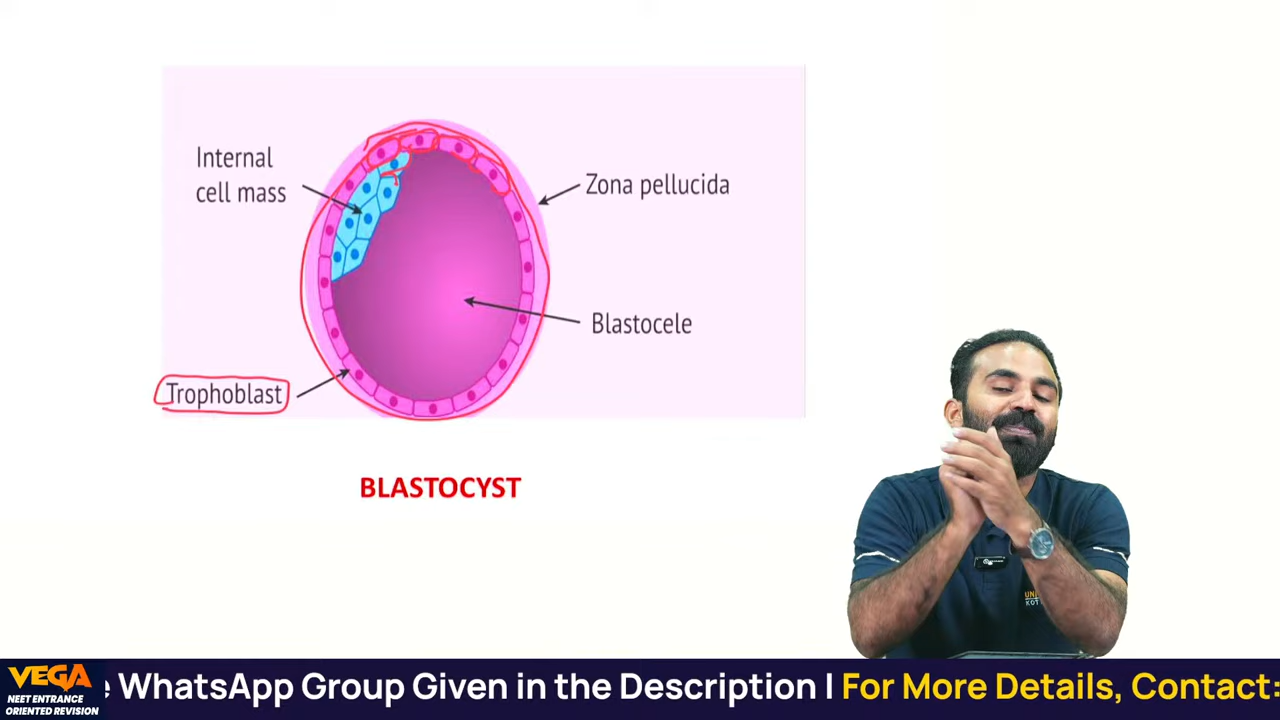 Internal
cell mass
Zona pellucida
Blastocele
Trophoblast
BLASTOCYST
VEGA
NEET ENTRANCE
ORIENTED REVISION
WhatsApp Group Given in the Description | For More Details, Contact: